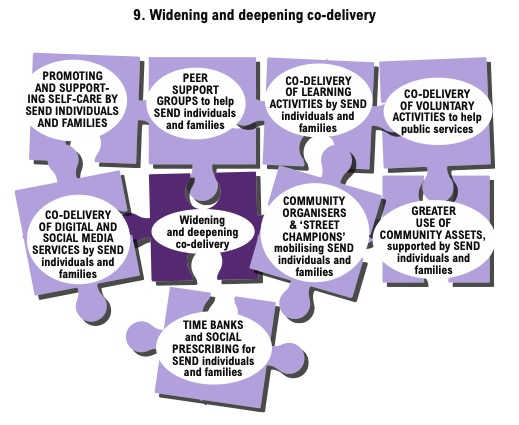 9. Widening and deepening co-delivery
PROMOTING
AND SUPPORT-
ING SELF-CARE BY
SEND INDIVIDUALS
AND FAMILIES
PEER
SUPPORT
GROUPS to help
SEND individuals
and families
CO-DELIVERY
OF LEARNING
ACTIVITIES by SEND
individuals and
families
CO-DELIVERY
OF VOLUNTARY
ACTIVITIES to help
public services
CO-DELIVERY
OF DIGITAL AND
SOCIAL MEDIA
SERVICES by SEND
individuals and
families
Widening
and deepening
co-delivery
COMMUNITY
ORGANISERS
& ‘STREET
CHAMPIONS’
mobilising SEND
individuals and
families
GREATER
USE OF
COMMUNITY ASSETS,
supported by SEND
individuals and
families
TIME BANKS
and SOCIAL
PRESCRIBING for
SEND individuals
and families